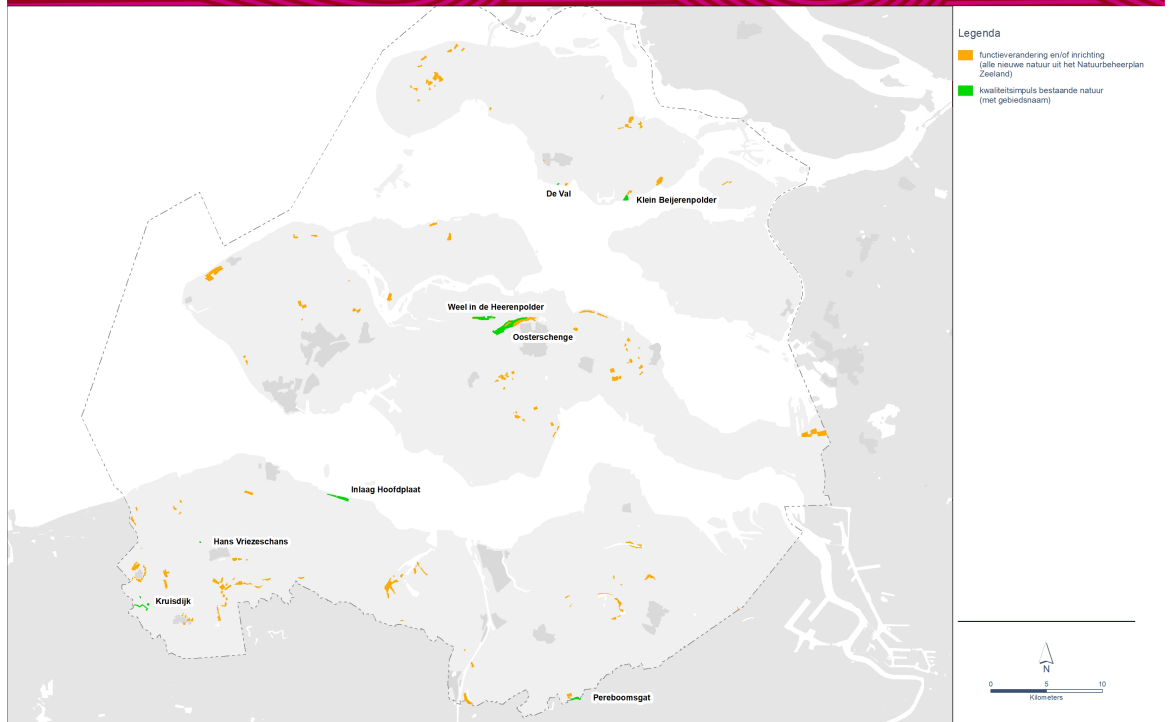 Legenda
functieverandering en/of inrichting
(alle nieuwe natuur uit het Natuurbeheerplan
Zeeland)
kwaliteitsimpuls bestaande natuur
(met gebiedsnaam)
De Val
Klein Beijerenpolder
Weel in de Heerenpolder
Oosterschenge
Inlaag Hoofdplaat
Hans Vriezeschans
Kruisdijk
Pereboomsgat
N
0 5 10
Kilometers